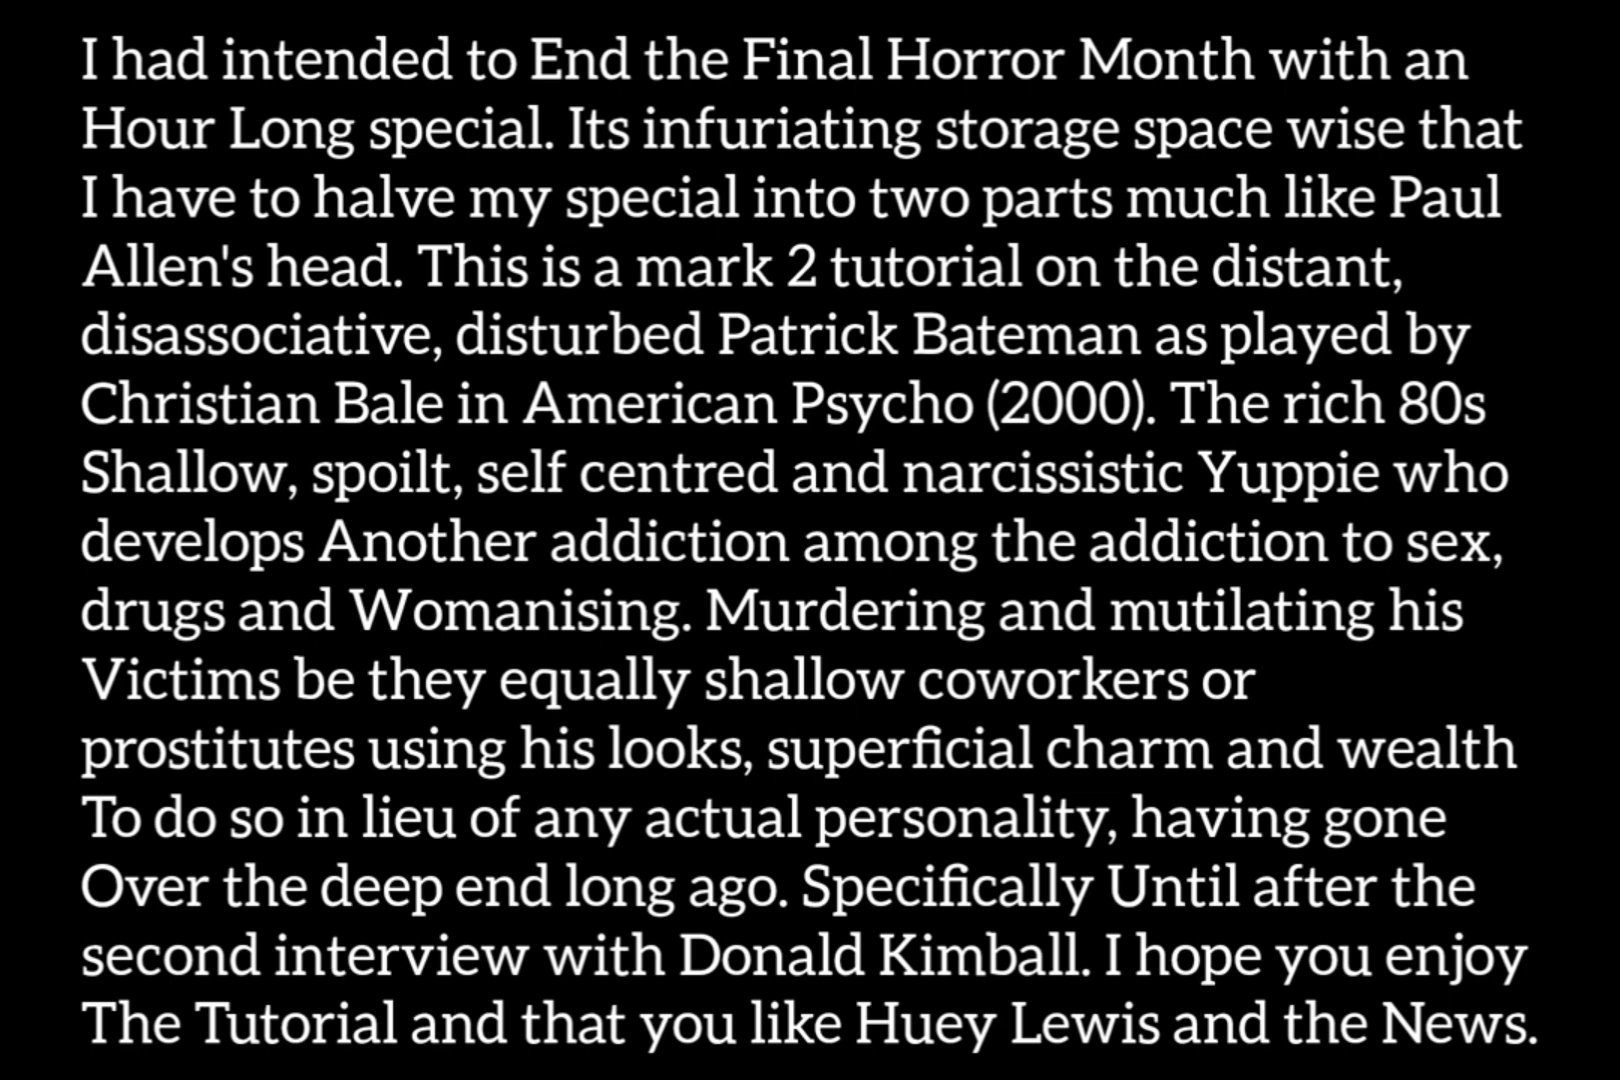 I had intended to End the Final Horror Month with an
Hour Long special. Its infuriating storage space wise that
I have to halve my special into two parts much like Paul
Allen's head. This is a mark 2 tutorial on the distant,
disassociative, disturbed Patrick Bateman as played by
Christian Bale in American Psycho (2000). The rich 80s
Shallow, spoilt, self centred and narcissistic Yuppie who
develops Another addiction among the addiction to sex,
drugs and Womanising. Murdering and mutilating his
Victims be they equally shallow coworkers or
prostitutes using his looks, superficial charm and wealth
To do so in lieu of any actual personality, having gone
Over the deep end long ago. Specifically Until after the
second interview with Donald Kimball. I hope you enjoy
The Tutorial and that you like Huey Lewis and the News.